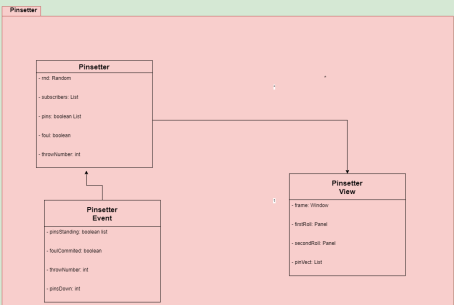 Pinsetter
Pinsetter
- rnd: Random
- subscribers: List
- pins: boolean List
- foul: boolean
- throwNumber: int
Pinsetter
View
- frame: Window
- firstRoll: Panel
- secondRoll: Panel
- pinVect: List
Pinsetter
Event
- pinsStanding: boolean list
- foulCommited: boolean
- throwNumber: int
- pinsDown: int